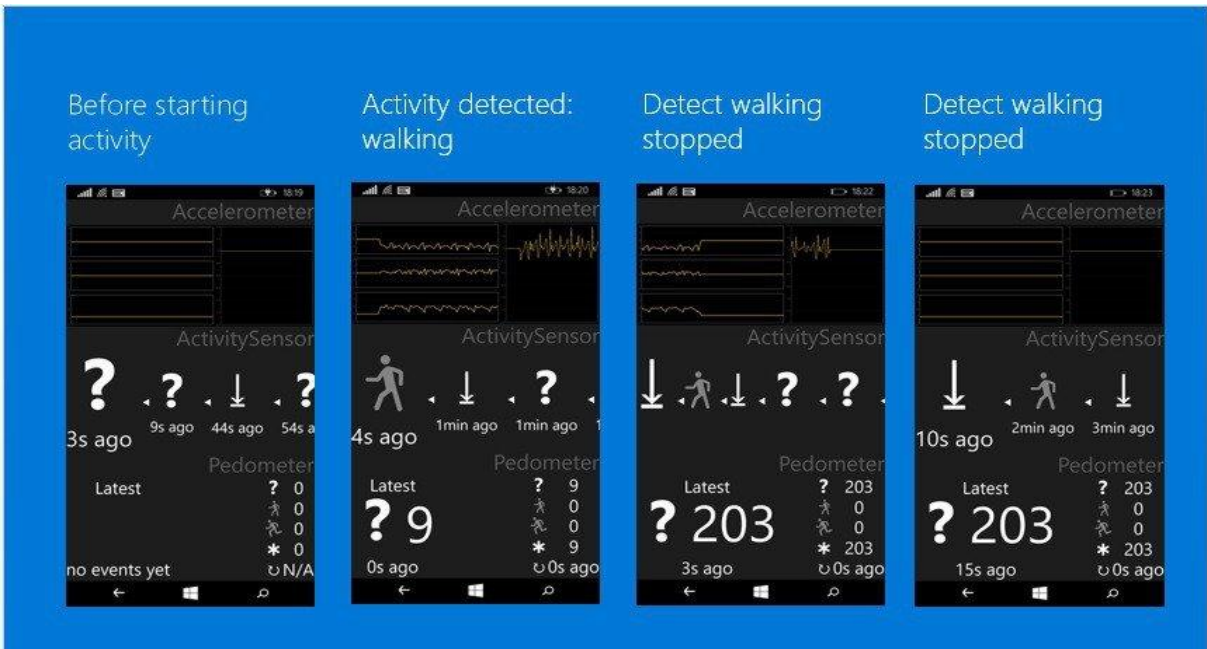 Before starting
activity
Activity detected:
walking
Detect walking
stopped
Detect walking
stopped
18:19
Accelerometer
ActivitySensor
? ? ?
3s ago 9s ago 44s ago 54s a
Pedometer
Latest
? 0
0
0
* 0
no events yet N/A
18:20
Accelerometer
ActivitySensor
?
4s ago 1min ago 1min ago 1
Pedometer
Latest
? 9
? 9
0
0
* 9
0s ago 0s ago
18:22
Accelerometer
ActivitySensor
? ?
Pedometer
Latest
? 203
? 203
0
0
* 203
3s ago 0s ago
18:23
Accelerometer
ActivitySensor
10s ago 2min ago 3min ago
Pedometer
Latest
? 203
? 203
0
0
* 203
15s ago 0s ago